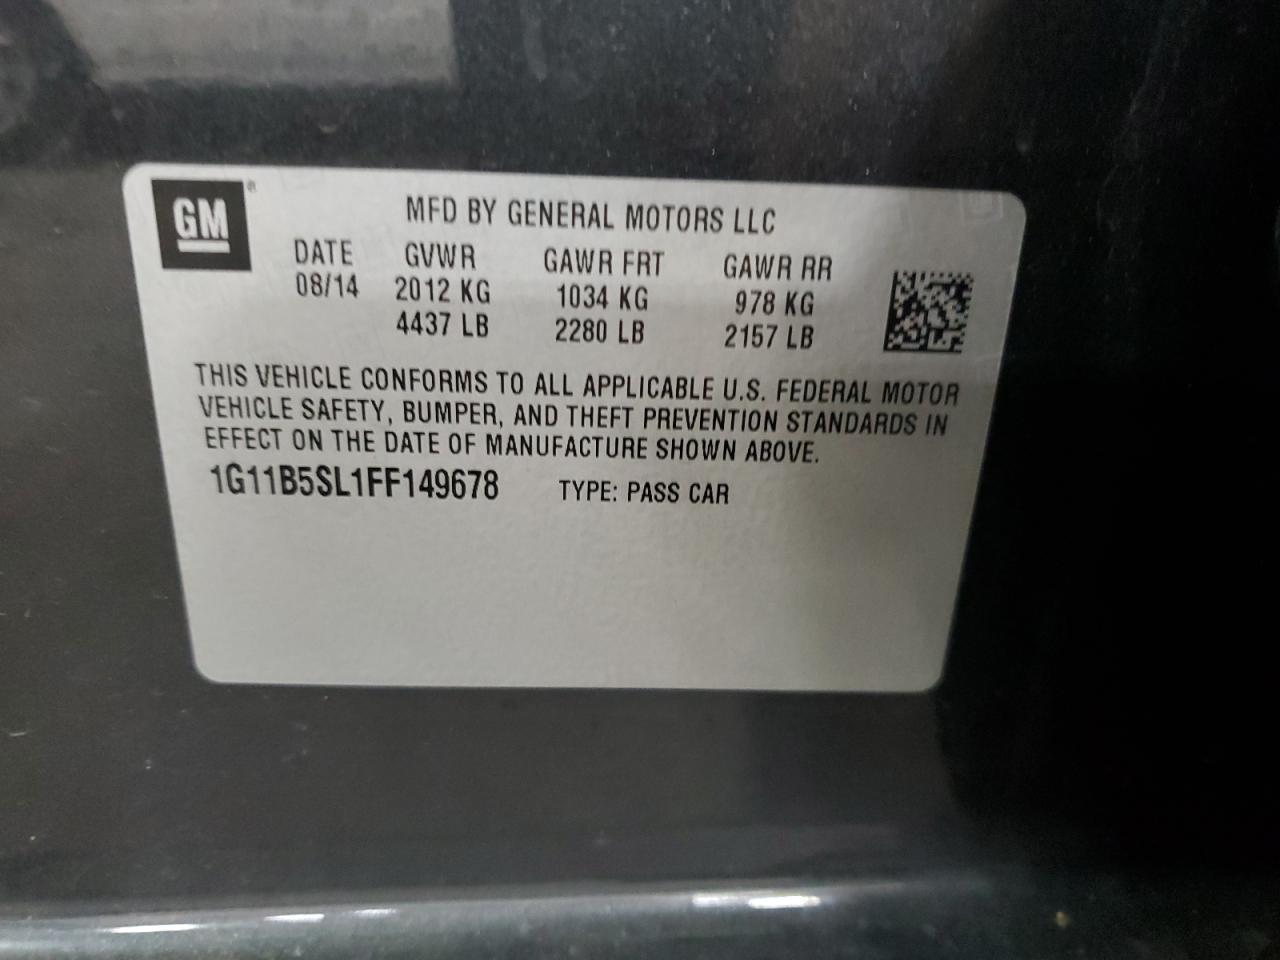 GM ®
MFD BY GENERAL MOTORS LLC
DATE GVWR GAWR FRT GAWR RR
08/14 2012 KG 1034 KG 978 KG
4437 LB 2280 LB 2157 LB
THIS VEHICLE CONFORMS TO ALL APPLICABLE U.S. FEDERAL MOTOR
VEHICLE SAFETY, BUMPER, AND THEFT PREVENTION STANDARDS IN
EFFECT ON THE DATE OF MANUFACTURE SHOWN ABOVE.
1G11B5SL1FF149678 TYPE: PASS CAR